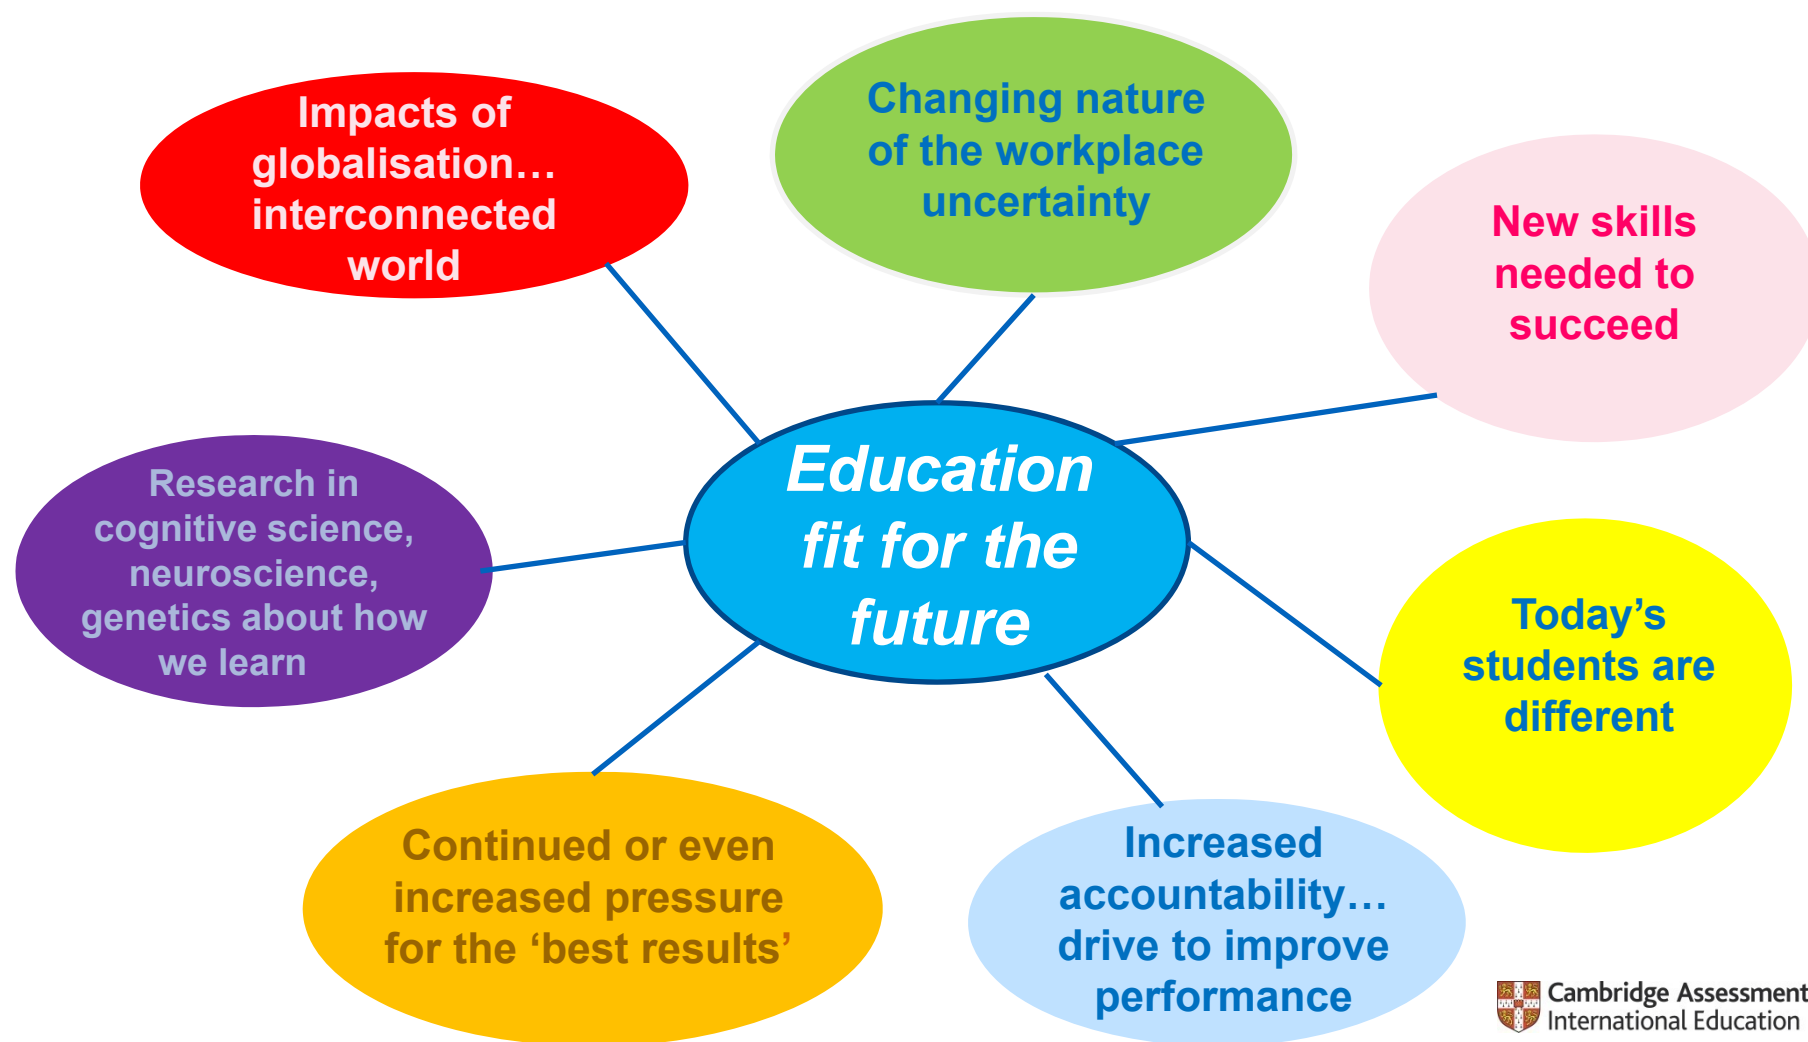 Impacts of
globalisation…
interconnected
world
Changing nature
of the workplace
uncertainty
New skills
needed to
succeed
Education
fit for the
future
Research in
cognitive science,
neuroscience,
genetics about how
we learn
Today’s
students are
different
Continued or even
increased pressure
for the ‘best results’
Increased
accountability…
drive to improve
performance
Cambridge Assessment
International Education